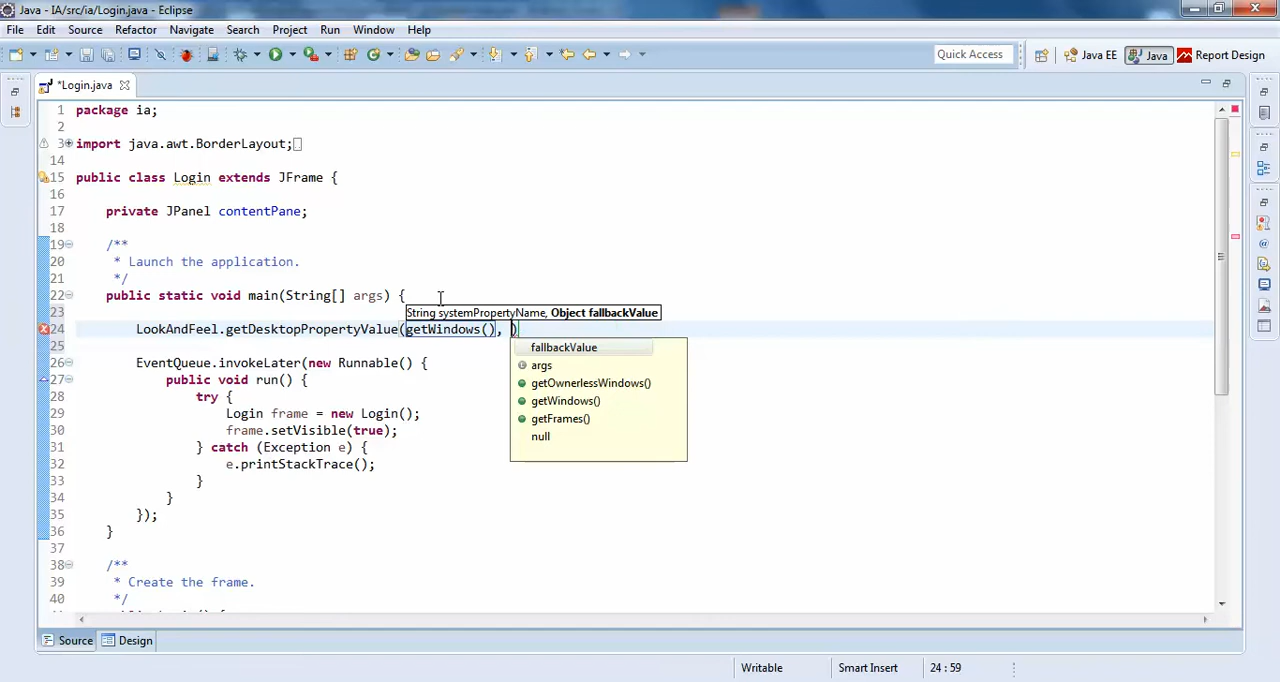 Java - IA/src/ia/Login.java - Eclipse
File Edit Source Refactor Navigate Search Project Run Window Help
Quick Access Java EE Java Report Design
*Login.java
1 package ia;
2
3 import java.awt.BorderLayout;
14
15 public class Login extends JFrame {
16
17 private JPanel contentPane;
18
19 /**
20 * Launch the application.
21 */
22 public static void main(String[] args) {
23
String systemPropertyName, Object fallbackValue
24 LookAndFeel.getDesktopPropertyValue(getWindows(), )
25
fallbackValue
args
getOwnerlessWindows()
getWindows()
getFrames()
null
26 EventQueue.invokeLater(new Runnable() {
27 public void run() {
28 try {
29 Login frame = new Login();
30 frame.setVisible(true);
31 } catch (Exception e) {
32 e.printStackTrace();
33 }
34 }
35 });
36 }
37
38 /**
39 * Create the frame.
40 */
Source Design
Writable Smart Insert 24 : 59